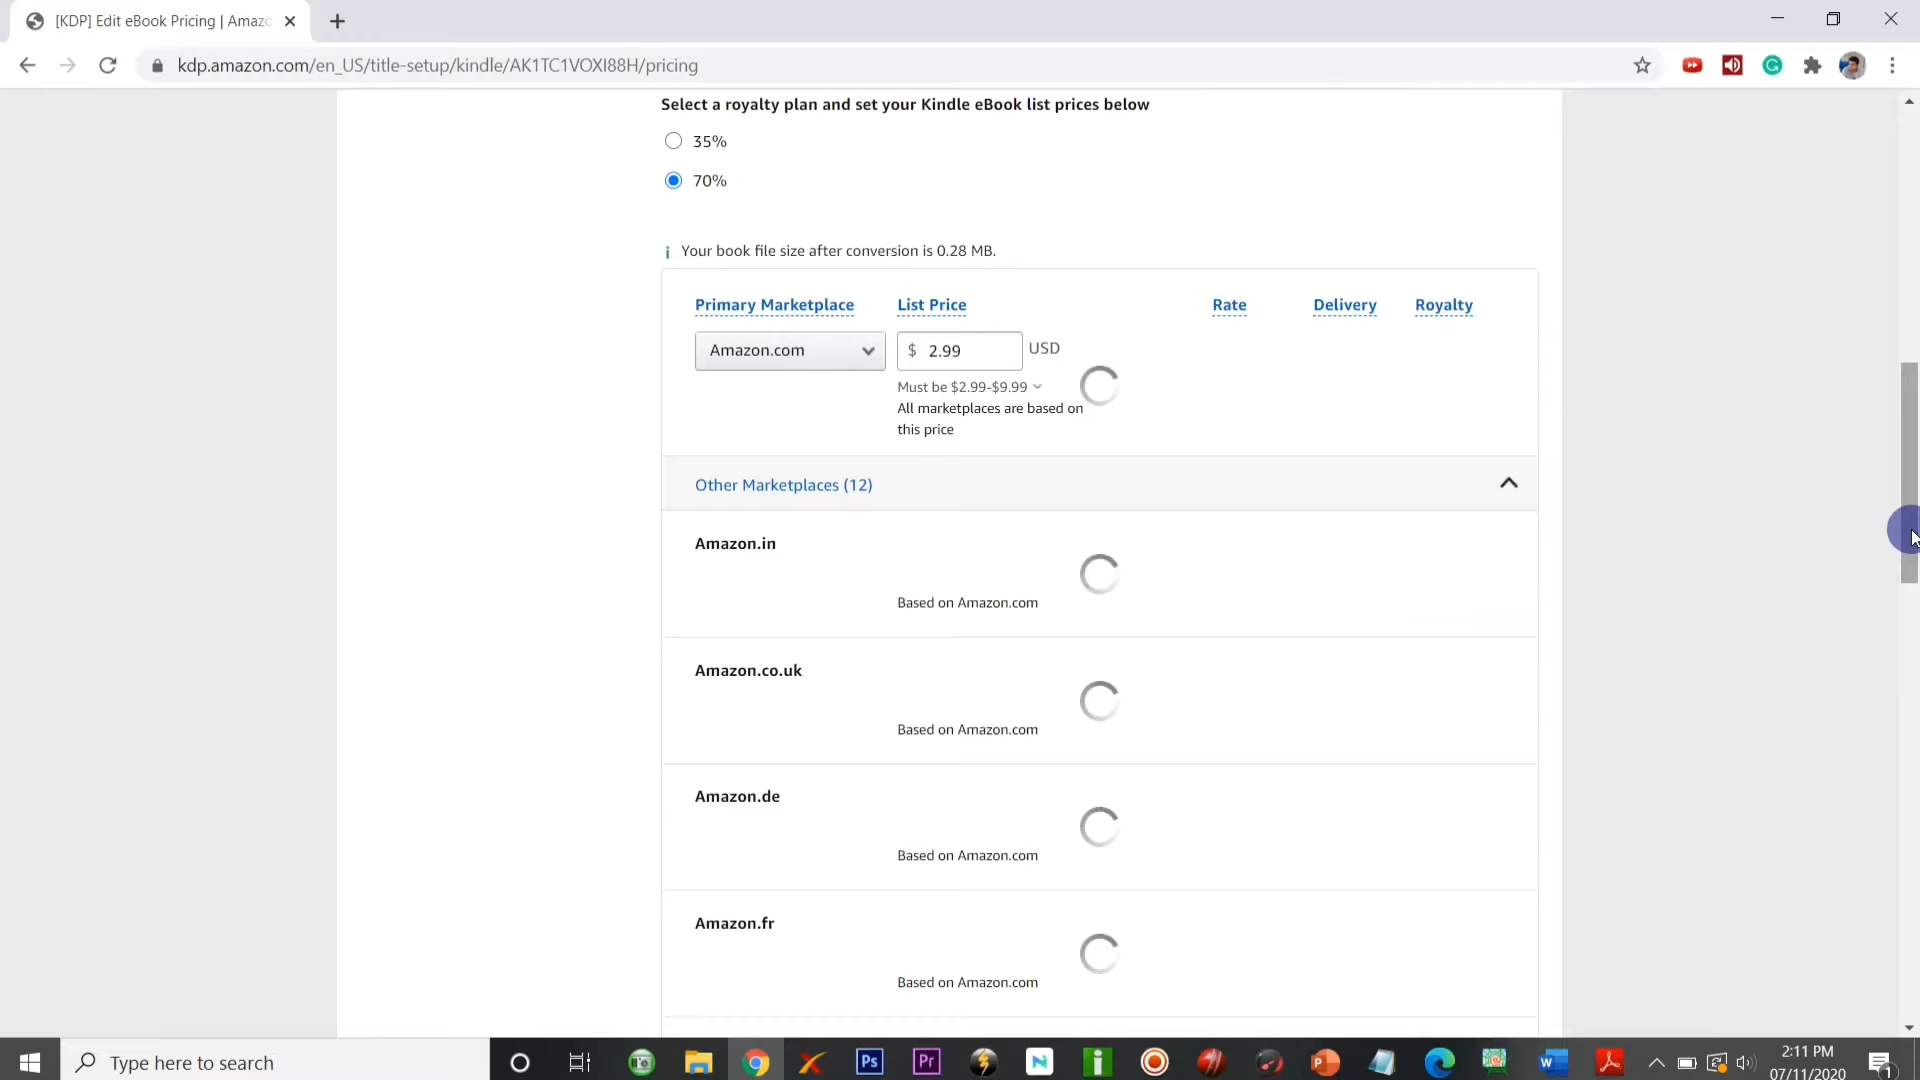 [KDP] Edit eBook Pricing | Amazo
kdp.amazon.com/en_US/title-setup/kindle/AK1TC1VOXI88H/pricing
Select a royalty plan and set your Kindle eBook list prices below
35%
70%
i Your book file size after conversion is 0.28 MB.
Primary Marketplace List Price Rate Delivery Royalty
Amazon.com $ 2.99 USD
Must be $2.99-$9.99
All marketplaces are based on
this price
Other Marketplaces (12)
Amazon.in
Based on Amazon.com
Amazon.co.uk
Based on Amazon.com
Amazon.de
Based on Amazon.com
Amazon.fr
Based on Amazon.com
Type here to search
Ps
Pr
N
P
W
2:11 PM
07/11/2020
1